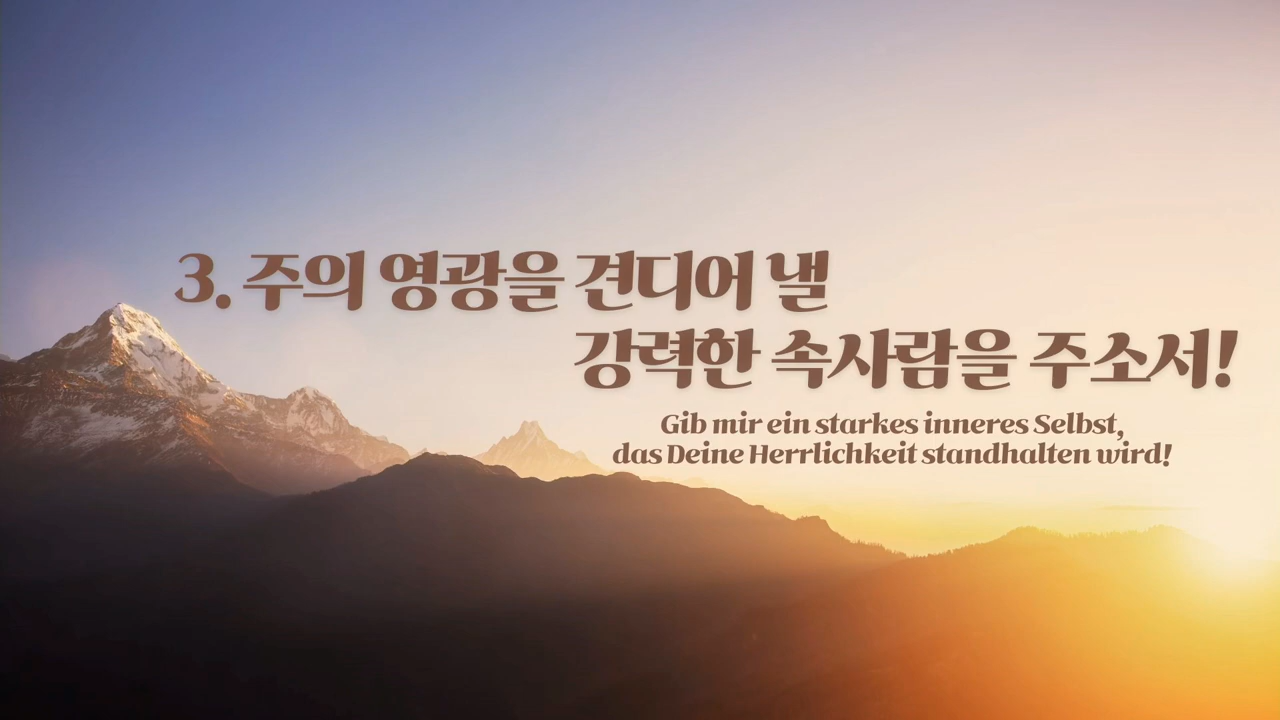 3. 주의 영광을 견디어 낼
강력한 속사람을 주소서!
Gib mir ein starkes inneres Selbst,
das Deine Herrlichkeit standhalten wird!